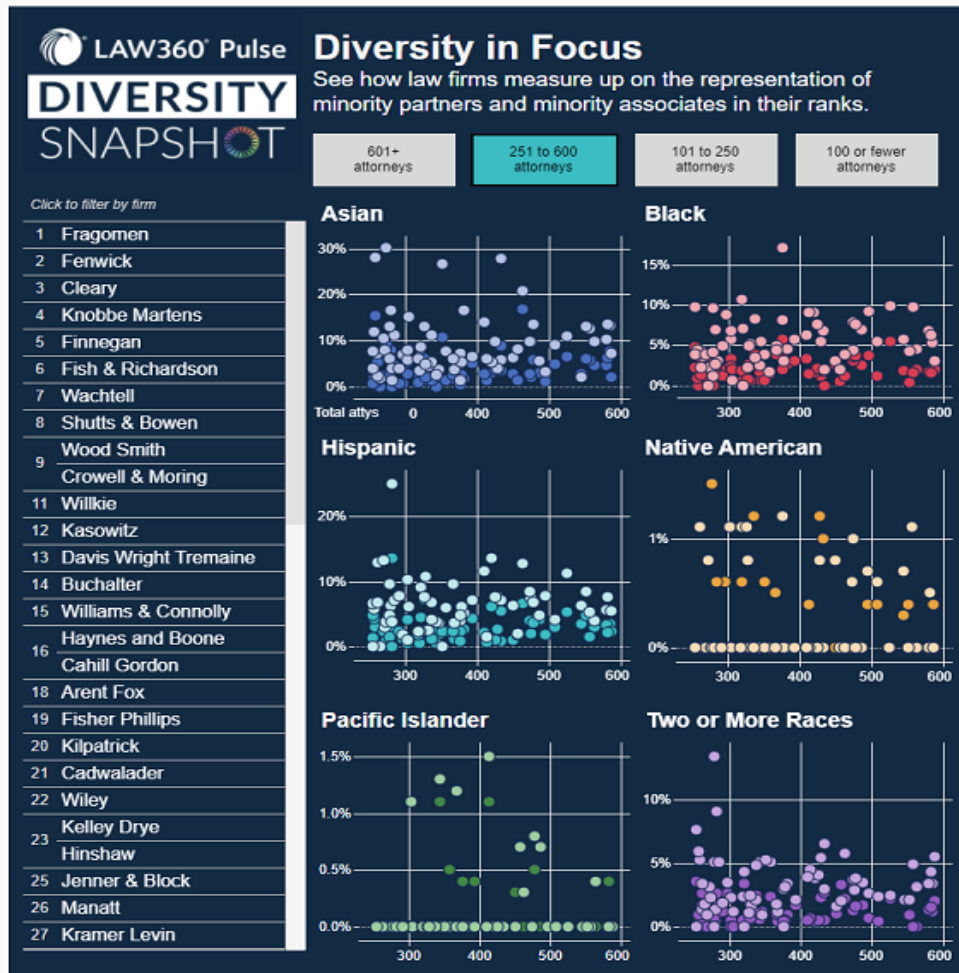 LAW360® Pulse
DIVERSITY
SNAPSHOT
Diversity in Focus
See how law firms measure up on the representation of
minority partners and minority associates in their ranks.
601+
attorneys
251 to 600
attorneys
101 to 250
attorneys
100 or fewer
attorneys
Click to filter by firm
1 Fragomen
2 Fenwick
3 Cleary
4 Knobbe Martens
5 Finnegan
6 Fish & Richardson
7 Wachtell
8 Shutts & Bowen
9 Wood Smith
Crowell & Moring
11 Willkie
12 Kasowitz
13 Davis Wright Tremaine
14 Buchalter
15 Williams & Connolly
16 Haynes and Boone
Cahill Gordon
18 Arent Fox
19 Fisher Phillips
20 Kilpatrick
21 Cadwalader
22 Wiley
23 Kelley Drye
Hinshaw
25 Jenner & Block
26 Manatt
27 Kramer Levin
Asian
30%
20%
10%
0%
Total attys 0 400 500 600
Black
15%
10%
5%
0%
300 400 500 600
Hispanic
20%
10%
0%
300 400 500 600
Native American
1%
0%
300 400 500 600
Pacific Islander
1.5%
1.0%
0.5%
0.0%
300 400 500 600
Two or More Races
10%
5%
0%
300 400 500 600